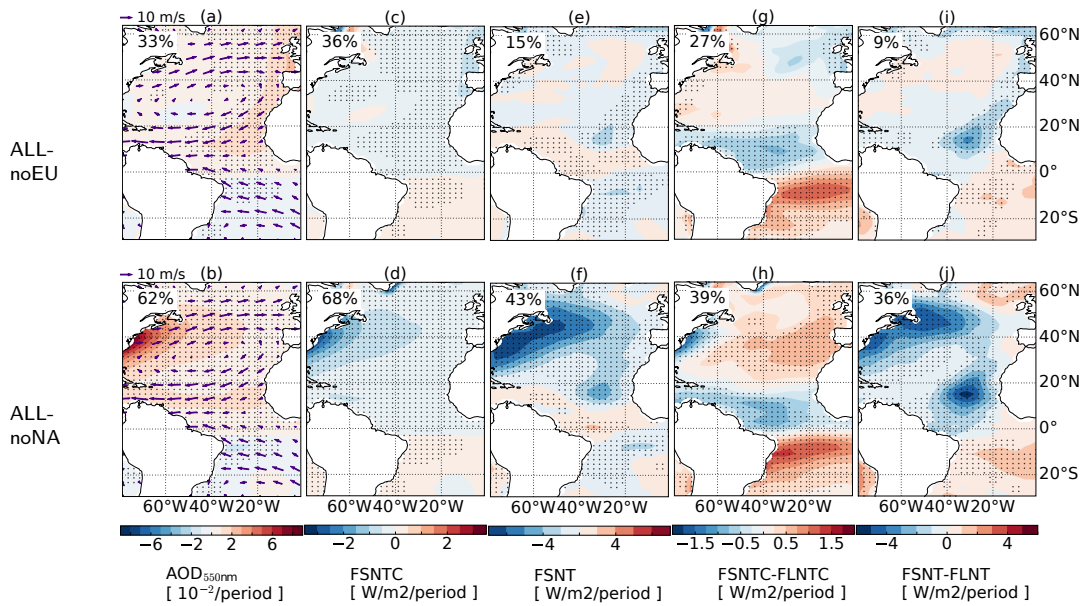 10 m/s (a) (c) (e) (g) (i)
33% 36% 15% 27% 9% 60°N
40°N
ALL-
noEU
20°N
0°
20°S
10 m/s (b) (d) (f) (h) (j)
62% 68% 43% 39% 36% 60°N
40°N
ALL-
noNA
20°N
0°
20°S
60°W40°W20°W 60°W40°W20°W 60°W40°W20°W 60°W40°W20°W 60°W40°W20°W
−6 −2 2 6 −2 0 2 −4 0 4 −1.5 −0.5 0.5 1.5 −4 0 4
AOD550nm FSNTC FSNT FSNTC-FLNTC FSNT-FLNT
[ 10−2/period ] [ W/m2/period ] [ W/m2/period ] [ W/m2/period ] [ W/m2/period ]